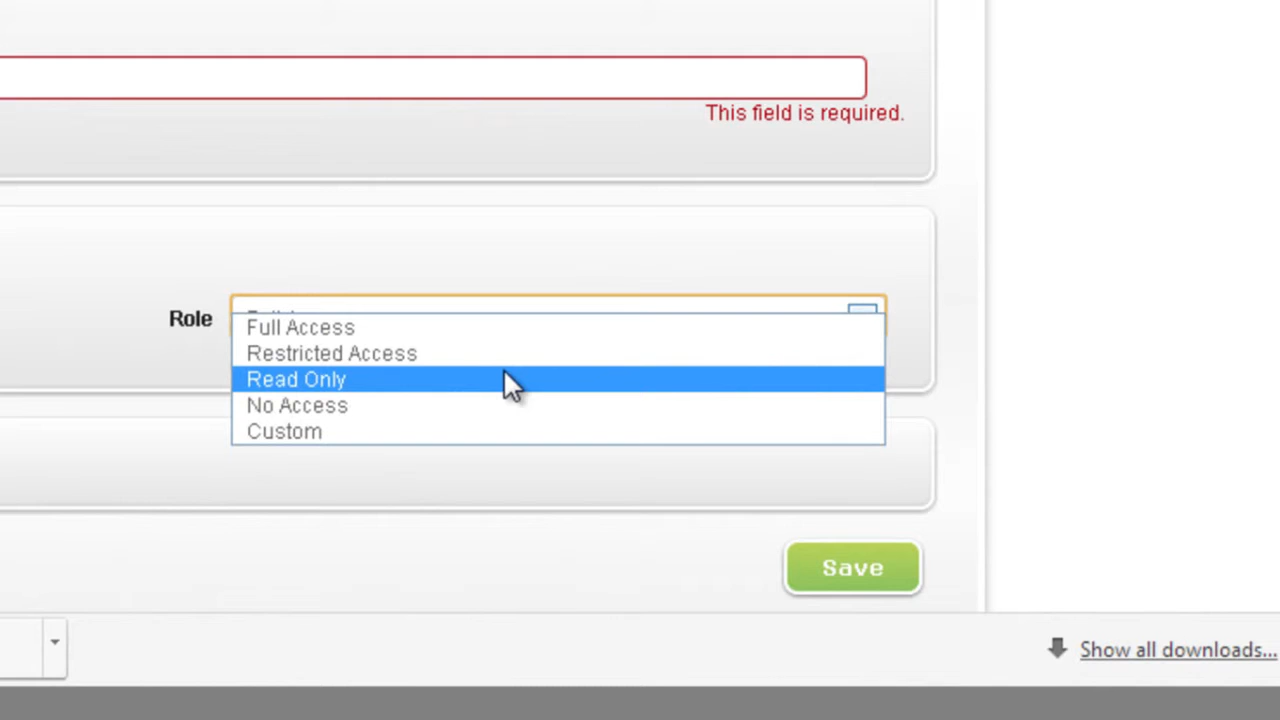 This field is required.
Role
Full Access
Restricted Access
Read Only
No Access
Custom
Save
Show all downloads...